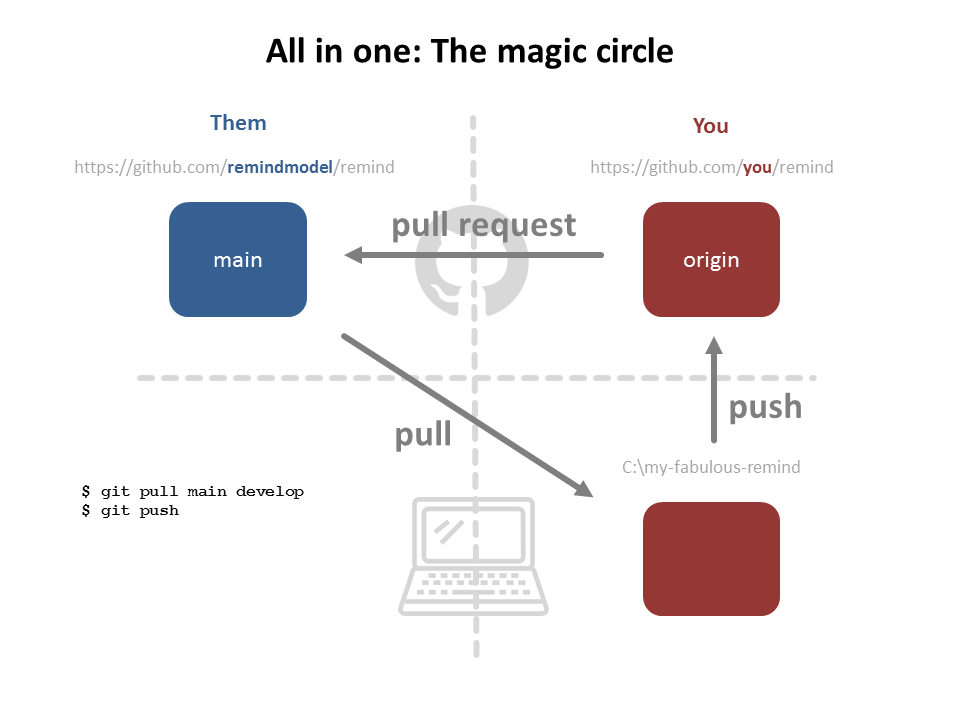 All in one: The magic circle
Them
You
https://github.com/remindmodel/remind
https://github.com/you/remind
pull request
main
origin
push
pull
C:\my-fabulous-remind
$ git pull main develop
$ git push